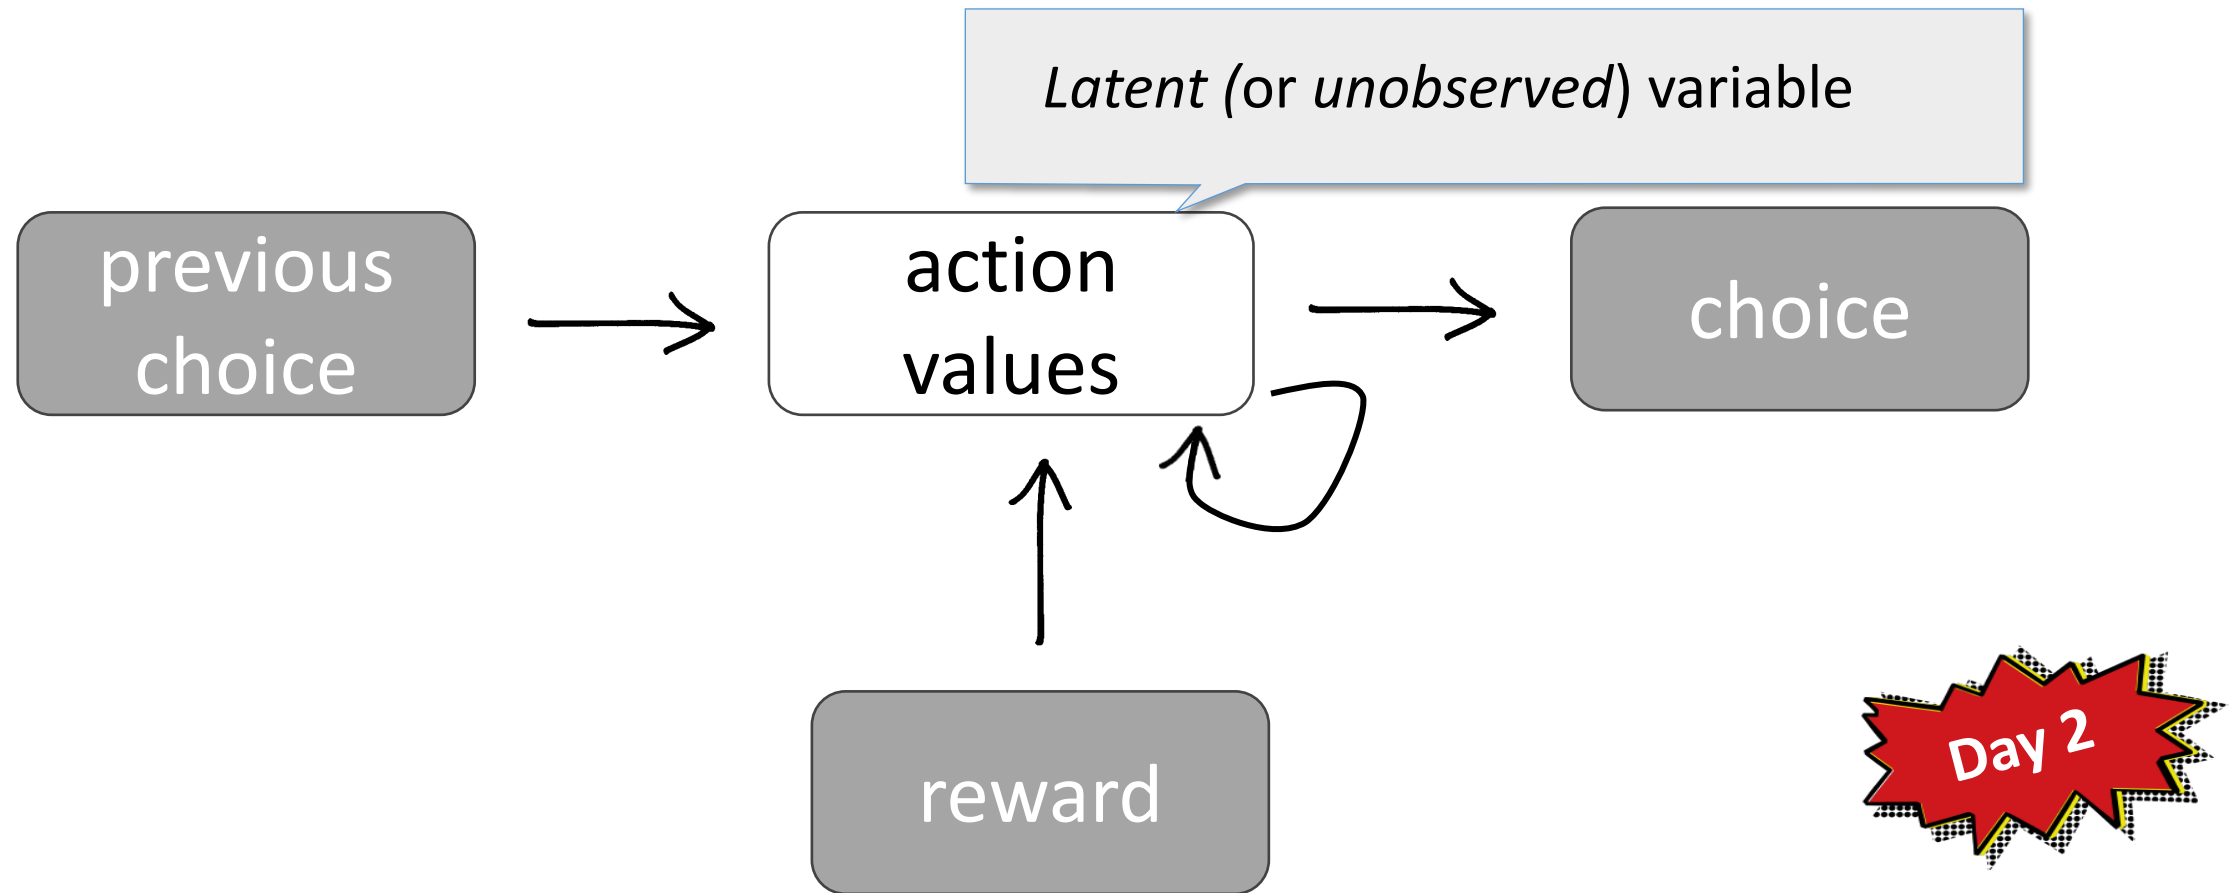 Latent (or unobserved) variable
previous
choice
action
values
choice
reward
Day 2